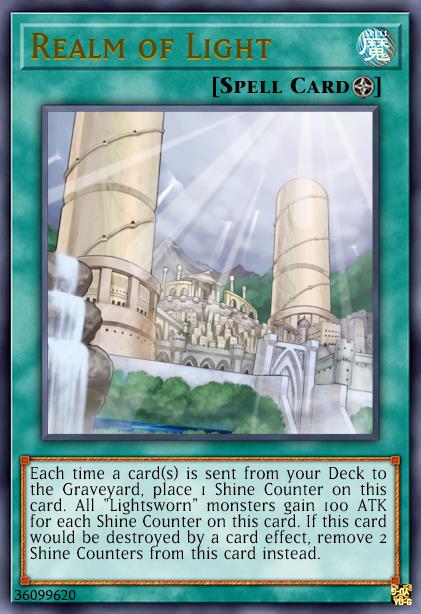 REALM OF LIGHT
SPELL
魔
[SPELL CARD]
Each time a card(s) is sent from your Deck to
the Graveyard, place 1 Shine Counter on this
card. All "Lightsworn" monsters gain 100 ATK
for each Shine Counter on this card. If this card
would be destroyed by a card effect, remove 2
Shine Counters from this card instead.
36099620